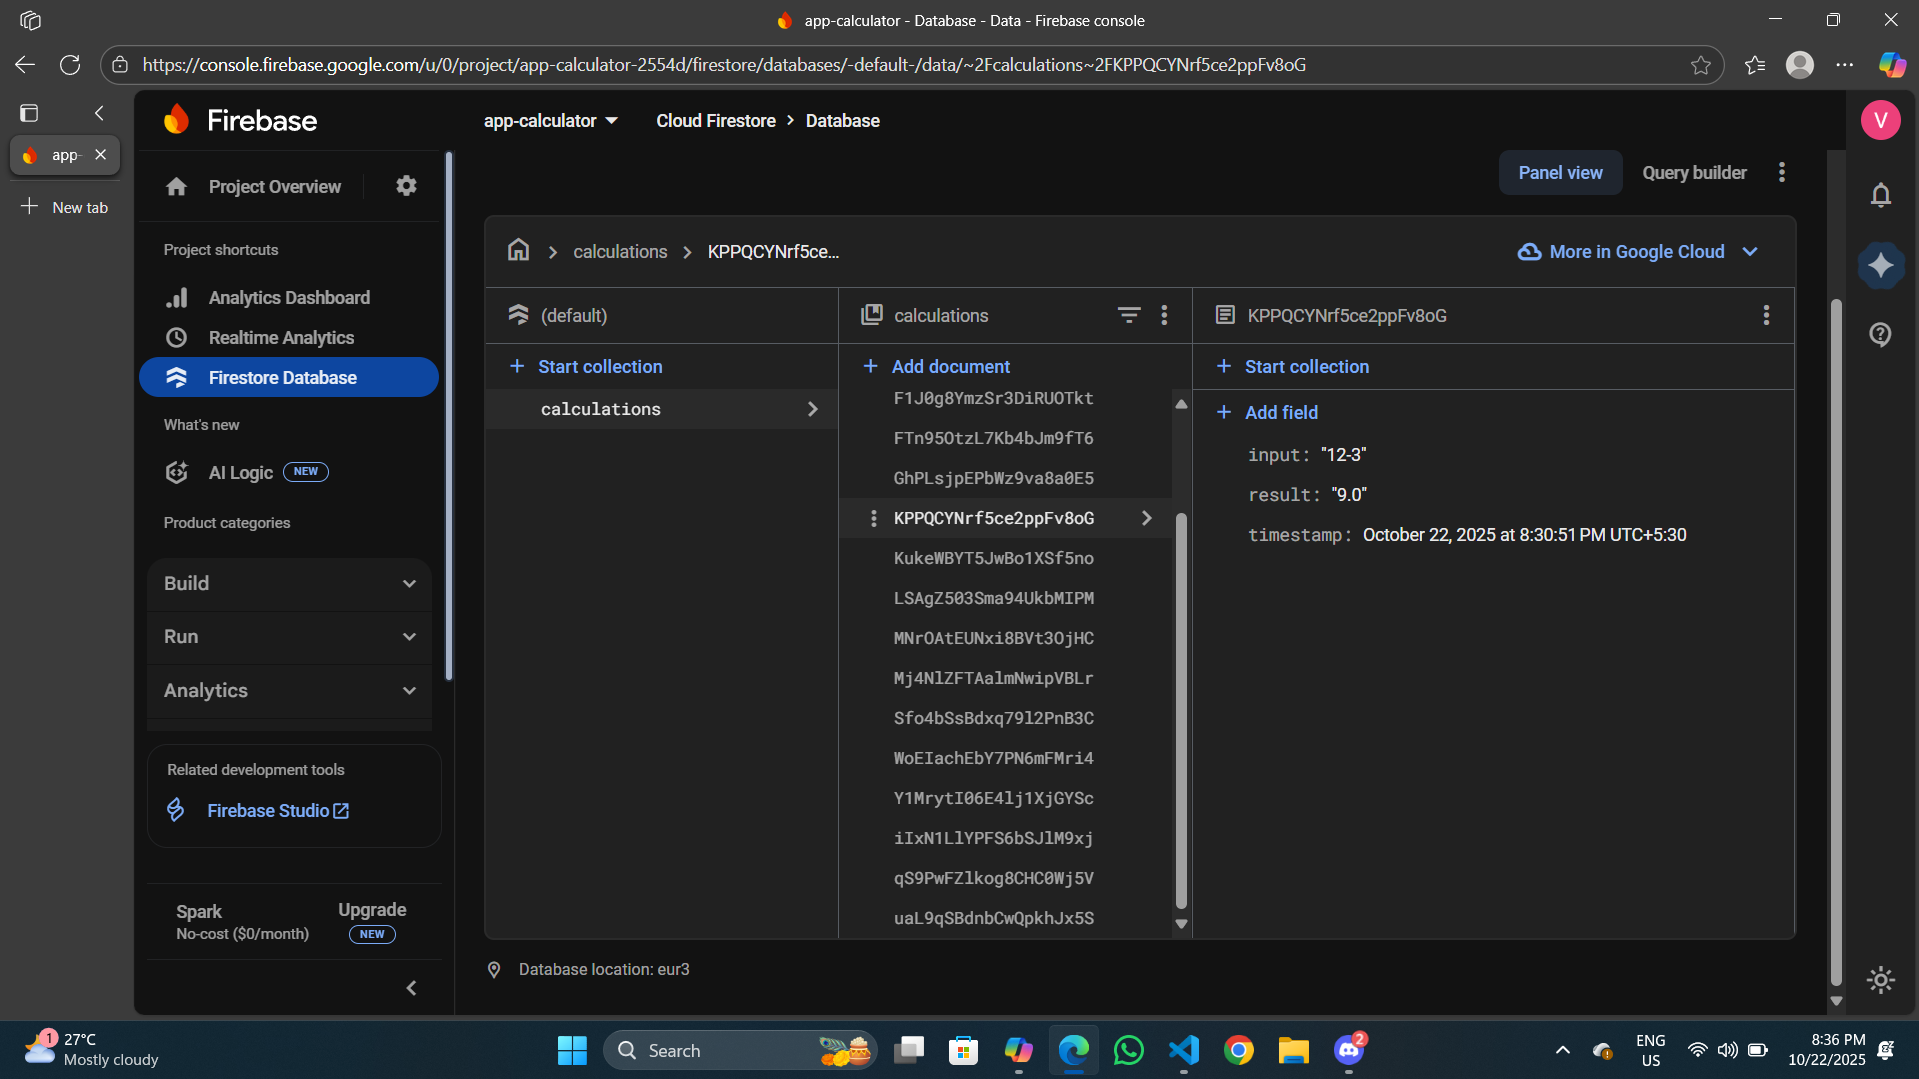 app-calculator - Database - Data - Firebase console
https://console.firebase.google.com/u/0/project/app-calculator-2554d/firestore/databases/-default-/data/~2Fcalculations~2FKPPQCYNrf5ce2ppFv8oG
app-
New tab
Firebase
app-calculator
Cloud Firestore > Database
V
Project Overview
Panel view
Query builder
Project shortcuts
Analytics Dashboard
Realtime Analytics
Firestore Database
What's new
AI Logic NEW
Product categories
Build
Run
Analytics
Related development tools
Firebase Studio
Spark
No-cost ($0/month)
Upgrade
NEW
calculations
KPPQCYNrf5ce...
More in Google Cloud
(default)
+ Start collection
calculations
calculations
+ Add document
F1J0g8YmzSr3DiRUOTkt
FTn95OtzL7Kb4bJm9fT6
GhPLsjpEPbWz9va8a0E5
KPPQCYNrf5ce2ppFv8oG
KukeWBYT5JwBo1XSf5no
LSAgZ503Sma94UkbMIPM
MNrOAtEUNxi8BVt3OjHC
Mj4NlZFTAalmNwipVBLr
Sfo4bSsBdxq79l2PnB3C
WoEIachEbY7PN6mFMri4
Y1MrytI06E4lj1XjGYSc
iIxN1LlYPFS6bSJlM9xj
qS9PwFZlkog8CHC0Wj5V
uaL9qSBdnbCwQpkhJx5S
KPPQCYNrf5ce2ppFv8oG
+ Start collection
+ Add field
input: "12-3"
result: "9.0"
timestamp: October 22, 2025 at 8:30:51 PM UTC+5:30
Database location: eur3
1
27°C
Mostly cloudy
Search
2
ENG
US
8:36 PM
10/22/2025